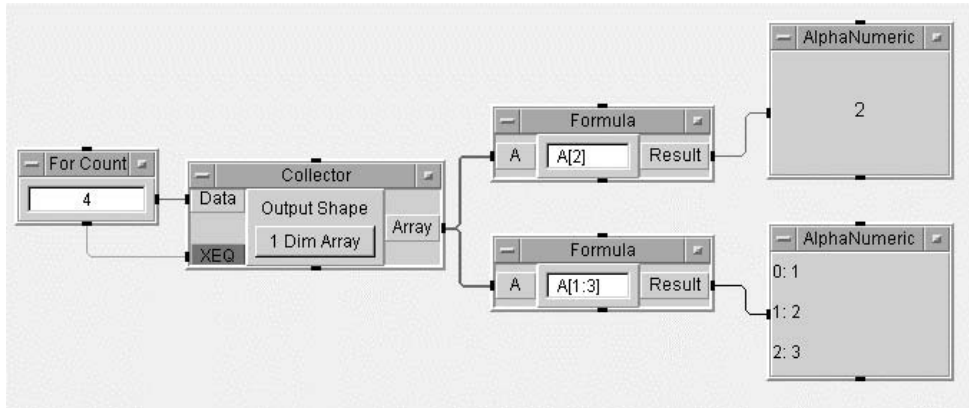 For Count
4
Collector
Data
XEQ
Output Shape
1 Dim Array
Array
Formula
A
A[2]
Result
AlphaNumeric
2
Formula
A
A[1:3]
Result
AlphaNumeric
0: 1
1: 2
2: 3